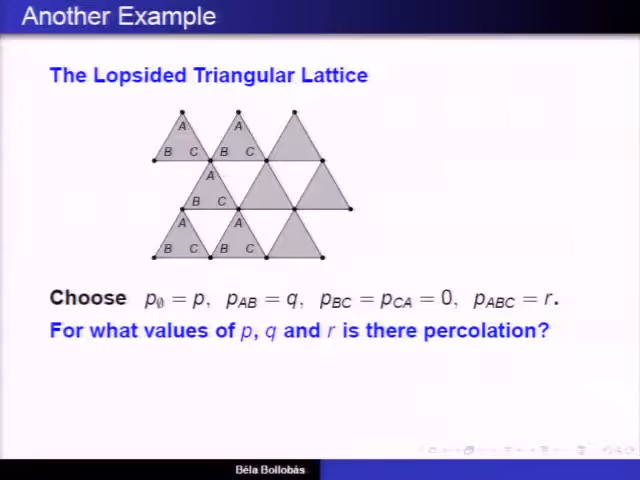 Another Example
The Lopsided Triangular Lattice
A A
B C B C
A
B C
A A
B C B C
Choose p∅ = p, pAB = q, pBC = pCA = 0, pABC = r.
For what values of p, q and r is there percolation?
Béla Bollobás